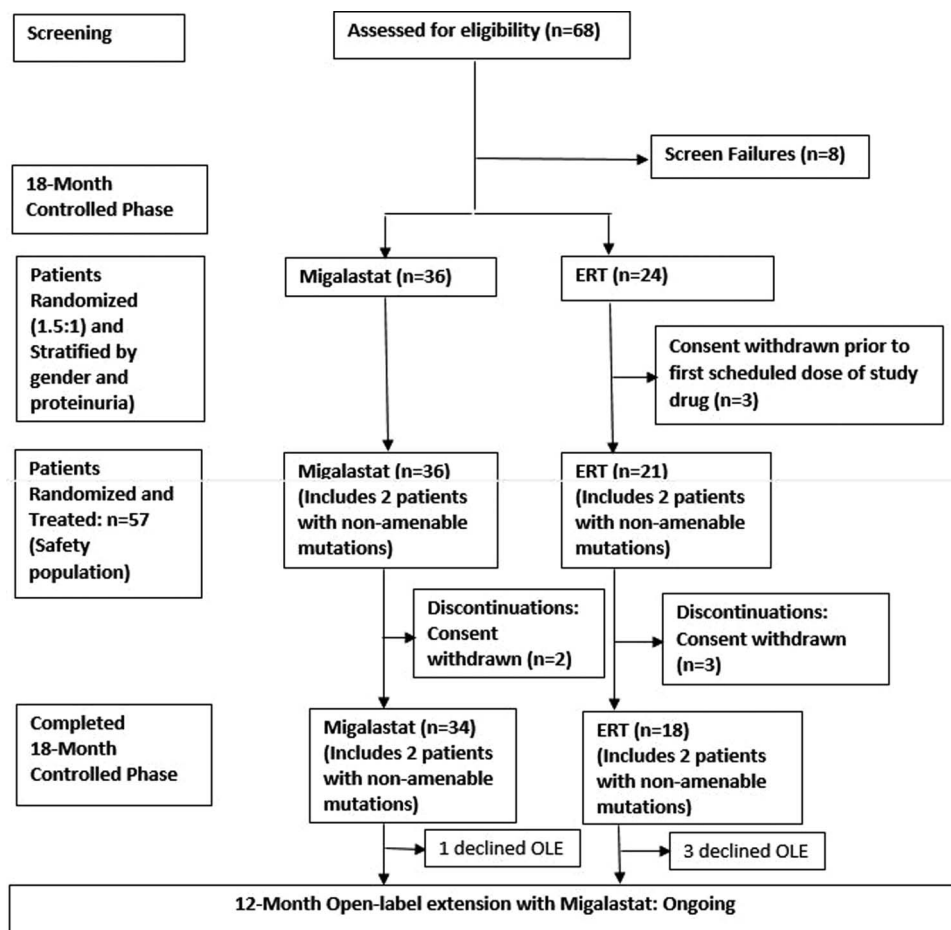 Screening
Assessed for eligibility (n=68)
Screen Failures (n=8)
18-Month
Controlled Phase
Patients
Randomized
(1.5:1) and
Stratified by
gender and
proteinuria)
Migalastat (n=36)
ERT (n=24)
Consent withdrawn prior to
first scheduled dose of study
drug (n=3)
Patients
Randomized and
Treated: n=57
(Safety
population)
Migalastat (n=36)
(Includes 2 patients
with non-amenable
mutations)
ERT (n=21)
(Includes 2 patients
with non-amenable
mutations)
Discontinuations:
Consent
withdrawn (n=2)
Discontinuations:
Consent withdrawn
(n=3)
Completed
18-Month
Controlled Phase
Migalastat (n=34)
(Includes 2 patients
with non-amenable
mutations)
ERT (n=18)
(Includes 2 patients
with non-amenable
mutations)
1 declined OLE
3 declined OLE
12-Month Open-label extension with Migalastat: Ongoing